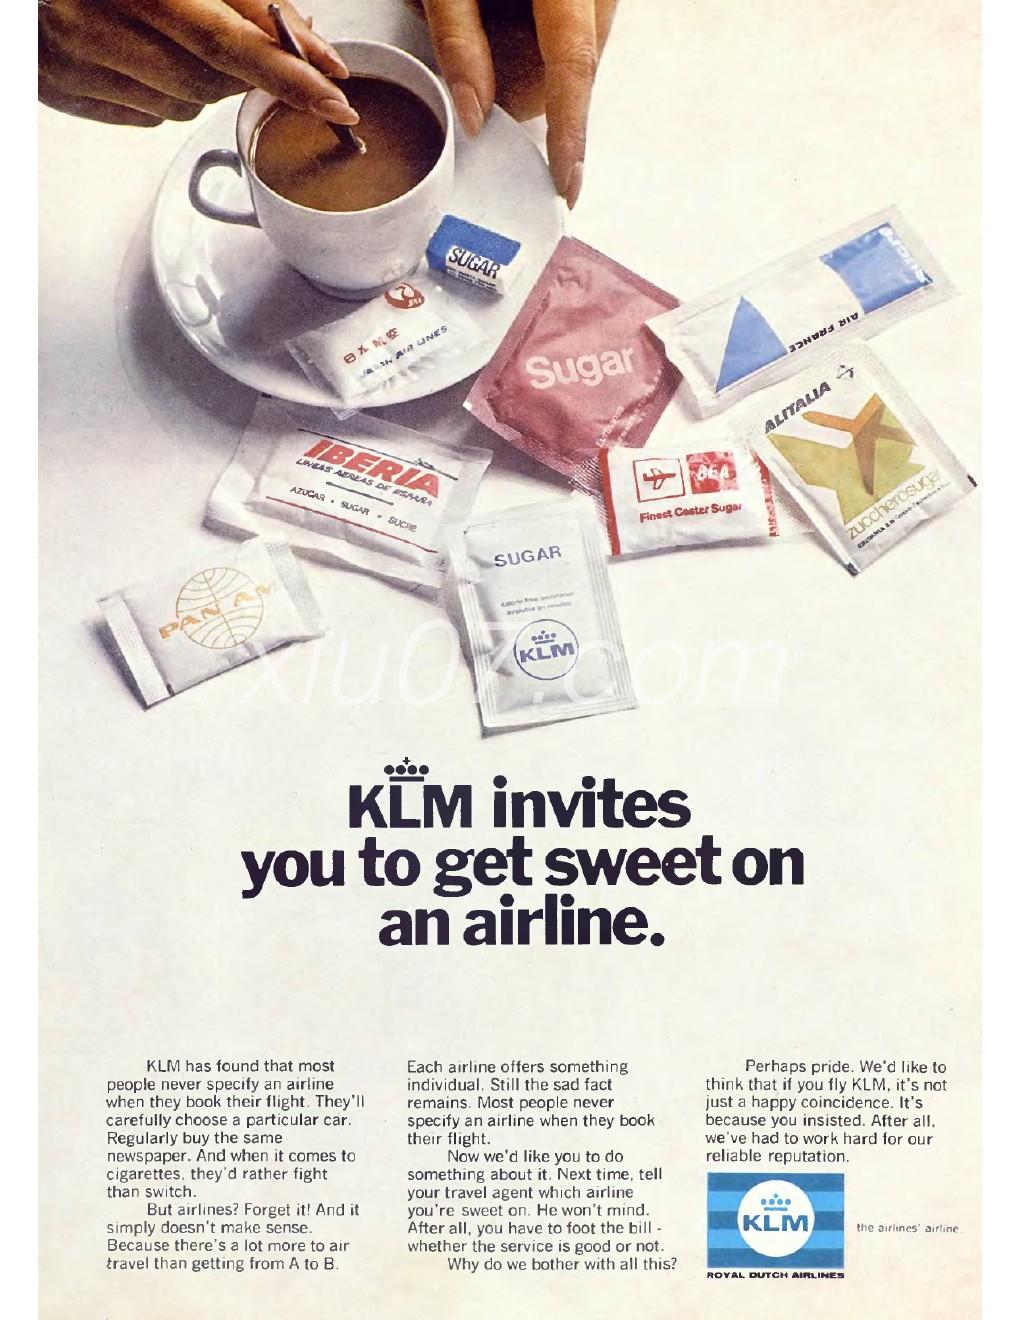 SUGAR
JAL
日本航空
JAPAN AIR LINES
Sugar
AIR FRANCE
sucre
ALITALIA
zuccherosugar
IBERIA
LINEAS AEREAS DE ESPAÑA
AZUCAR • SUGAR • SUCRE
BEA
Finest Caster Sugar
PAN AM
SUGAR
KLM
xiu07.com
KLM invites
you to get sweet on
an airline.
KLM has found that most
people never specify an airline
when they book their flight. They'll
carefully choose a particular car.
Regularly buy the same
newspaper. And when it comes to
cigarettes, they'd rather fight
than switch.
But airlines? Forget it! And it
simply doesn't make sense.
Because there's a lot more to air
travel than getting from A to B.
Each airline offers something
individual. Still the sad fact
remains. Most people never
specify an airline when they book
their flight.
Now we'd like you to do
something about it. Next time, tell
your travel agent which airline
you're sweet on. He won't mind.
After all, you have to foot the bill -
whether the service is good or not.
Why do we bother with all this?
Perhaps pride. We'd like to
think that if you fly KLM, it's not
just a happy coincidence. It's
because you insisted. After all,
we've had to work hard for our
reliable reputation.
KLM
the airlines' airline.
ROYAL DUTCH AIRLINES